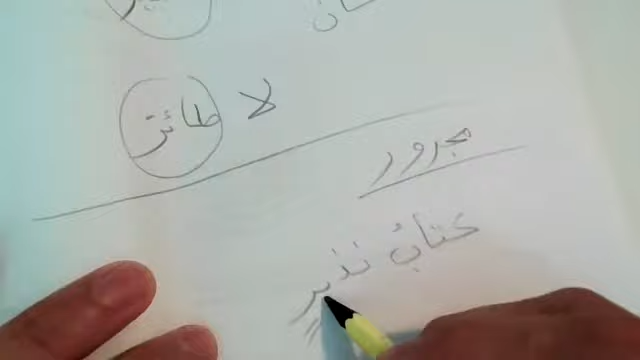 لا طائر
مجرور
كتابُ نذيرٍ